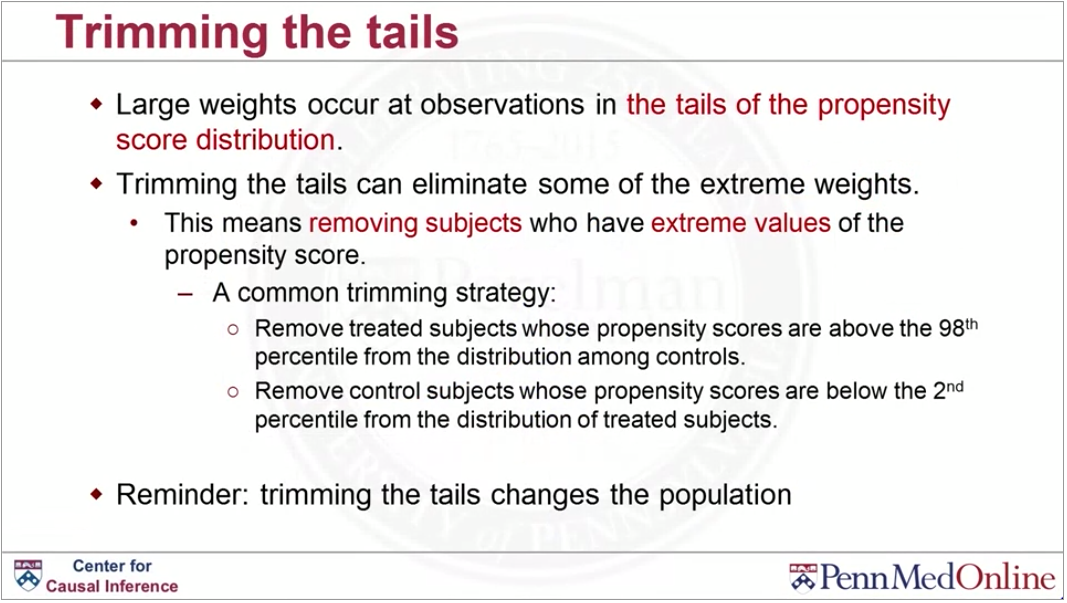 Trimming the tails
◆ Large weights occur at observations in the tails of the propensity
score distribution.
◆ Trimming the tails can eliminate some of the extreme weights.
• This means removing subjects who have extreme values of the
propensity score.
– A common trimming strategy:
○ Remove treated subjects whose propensity scores are above the 98th
percentile from the distribution among controls.
○ Remove control subjects whose propensity scores are below the 2nd
percentile from the distribution of treated subjects.
◆ Reminder: trimming the tails changes the population
Center for
Causal Inference
PennMedOnline